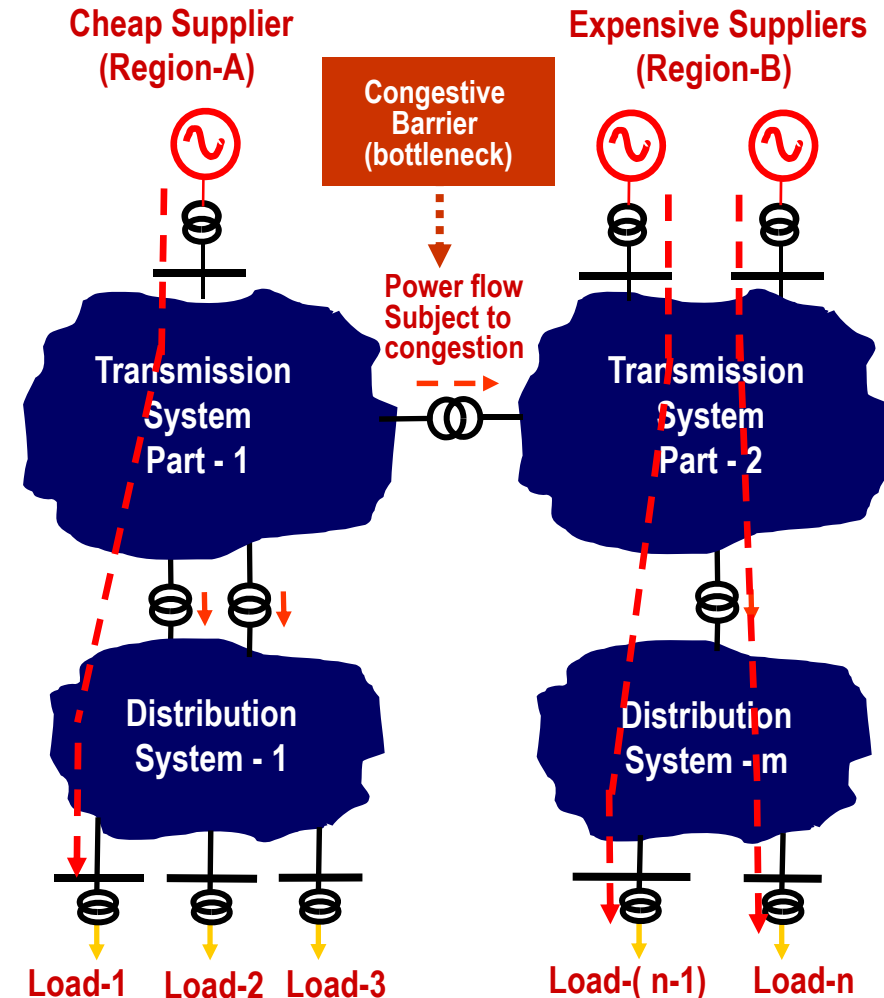 Cheap Supplier
(Region-A)
Expensive Suppliers
(Region-B)
Congestive
Barrier
(bottleneck)
Power flow
Subject to
congestion
Transmission
System
Part - 1
Transmission
System
Part - 2
Distribution
System - 1
Distribution
System - m
Load-1
Load-2
Load-3
Load-( n-1)
Load-n